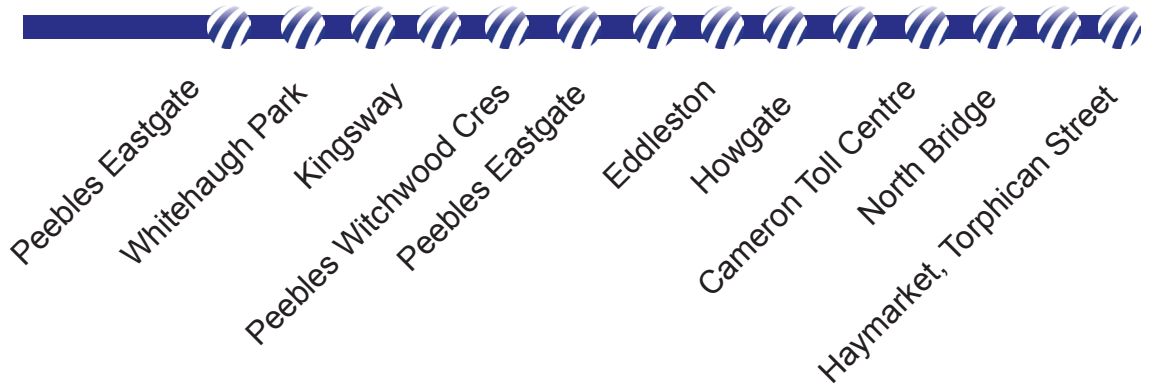 Peebles Eastgate
Whitehaugh Park
Kingsway
Peebles Witchwood Cres
Peebles Eastgate
Eddleston
Howgate
Cameron Toll Centre
North Bridge
Haymarket, Torphican Street